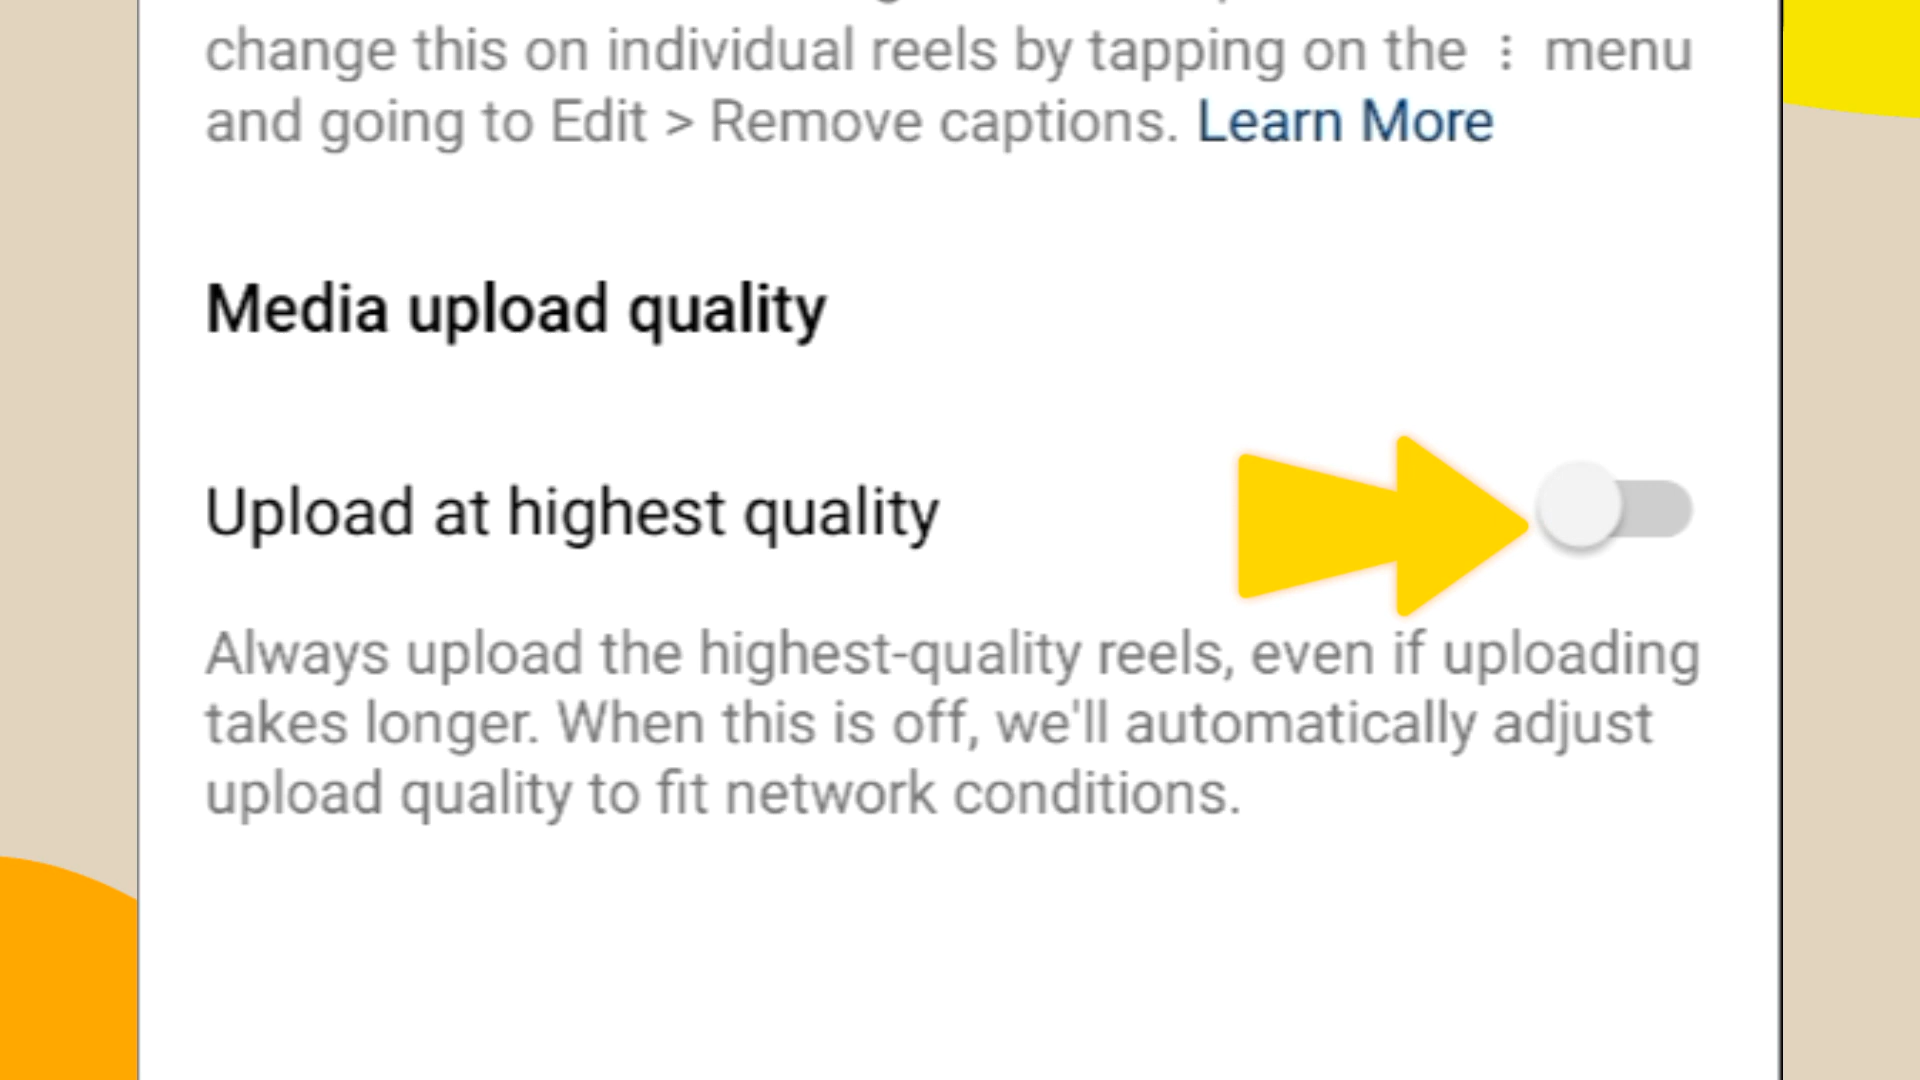 change this on individual reels by tapping on the ⋮ menu
and going to Edit > Remove captions. Learn More
Media upload quality
Upload at highest quality
Always upload the highest-quality reels, even if uploading
takes longer. When this is off, we'll automatically adjust
upload quality to fit network conditions.